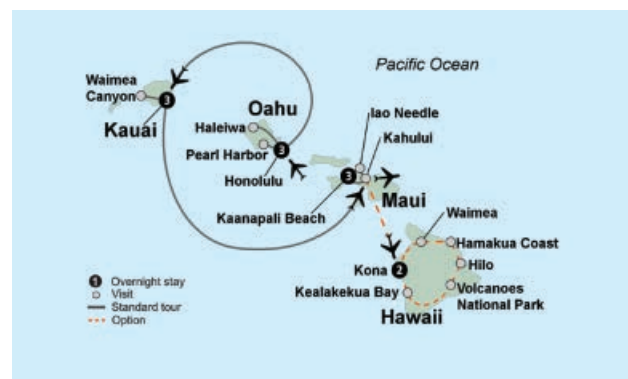 Pacific Ocean
Waimea
Canyon
3
Kauai
Oahu
Haleiwa
Pearl Harbor
3
Honolulu
Iao Needle
Kahului
3
Maui
Kaanapali Beach
Waimea
Hamakua Coast
Kona
2
Hilo
Kealakekua Bay
Volcanoes
National Park
Hawaii
1 Overnight stay
Visit
Standard tour
Option